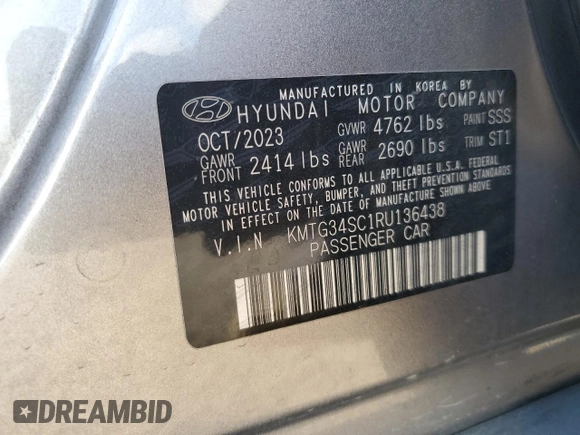 MANUFACTURED IN KOREA BY
HYUNDAI MOTOR COMPANY
OCT/2023 GVWR 4762 lbs PAINT SSS
GAWR FRONT 2414 lbs GAWR REAR 2690 lbs TRIM ST1
THIS VEHICLE CONFORMS TO ALL APPLICABLE U.S.A. FEDERAL
MOTOR VEHICLE SAFETY, BUMPER, AND THEFT PREVENTION STANDARDS
IN EFFECT ON THE DATE OF MANUFACTURE SHOWN ABOVE.
V.I.N KMTG34SC1RU136438
PASSENGER CAR
DREAMBID